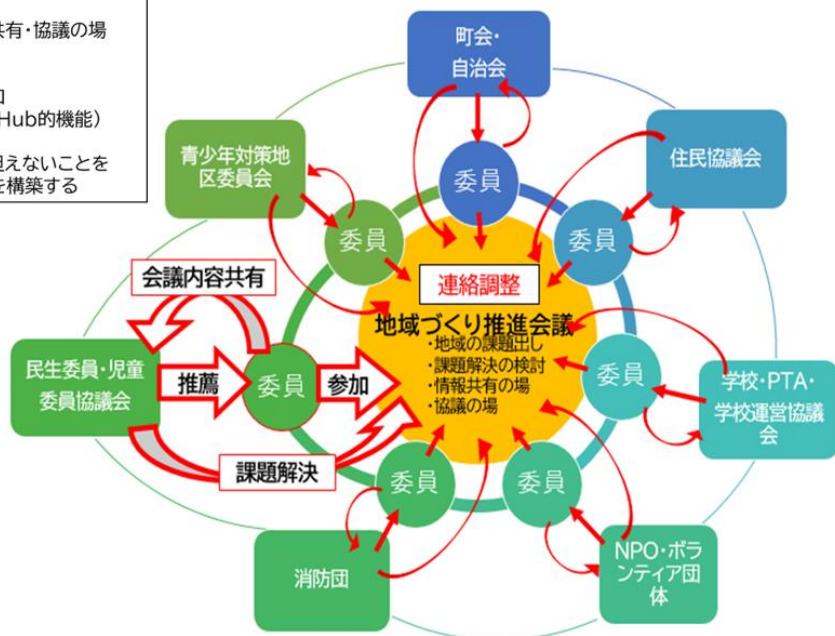 共有・協議の場
Hub的機能）
えないことを
を構築する
町会・
自治会
委員
住民協議会
委員
青少年対策地
区委員会
委員
連絡調整
地域づくり推進会議
・地域の課題出し
・課題解決の検討
・情報共有の場
・協議の場
会議内容共有
民生委員・児童
委員協議会
推薦
委員
参加
課題解決
委員
学校・PTA・
学校運営協議
会
委員
消防団
委員
NPO・ボラ
ンティア団
体